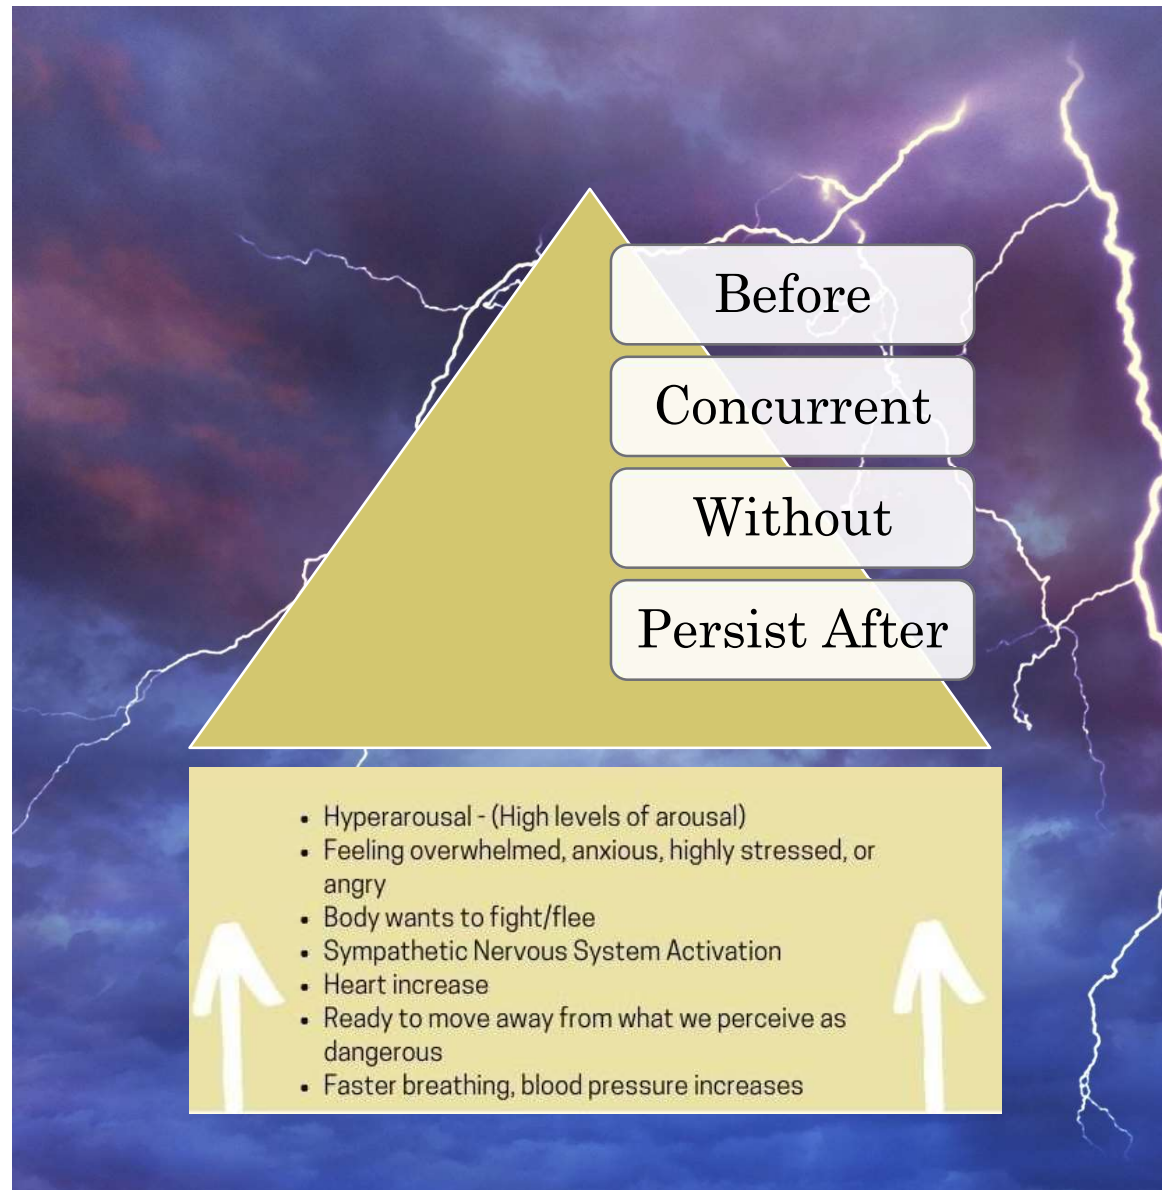 Before
Concurrent
Without
Persist After
• Hyperarousal - (High levels of arousal)
• Feeling overwhelmed, anxious, highly stressed, or
angry
• Body wants to fight/flee
• Sympathetic Nervous System Activation
• Heart increase
• Ready to move away from what we perceive as
dangerous
• Faster breathing, blood pressure increases